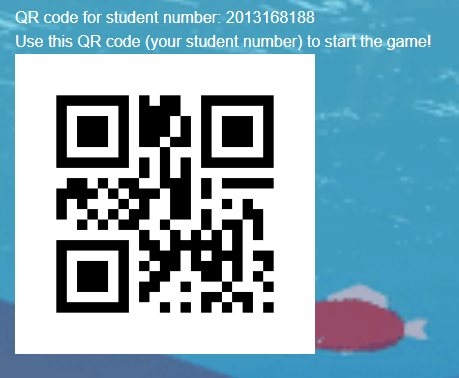 QR code for student number: 2013168188
Use this QR code (your student number) to start the game!